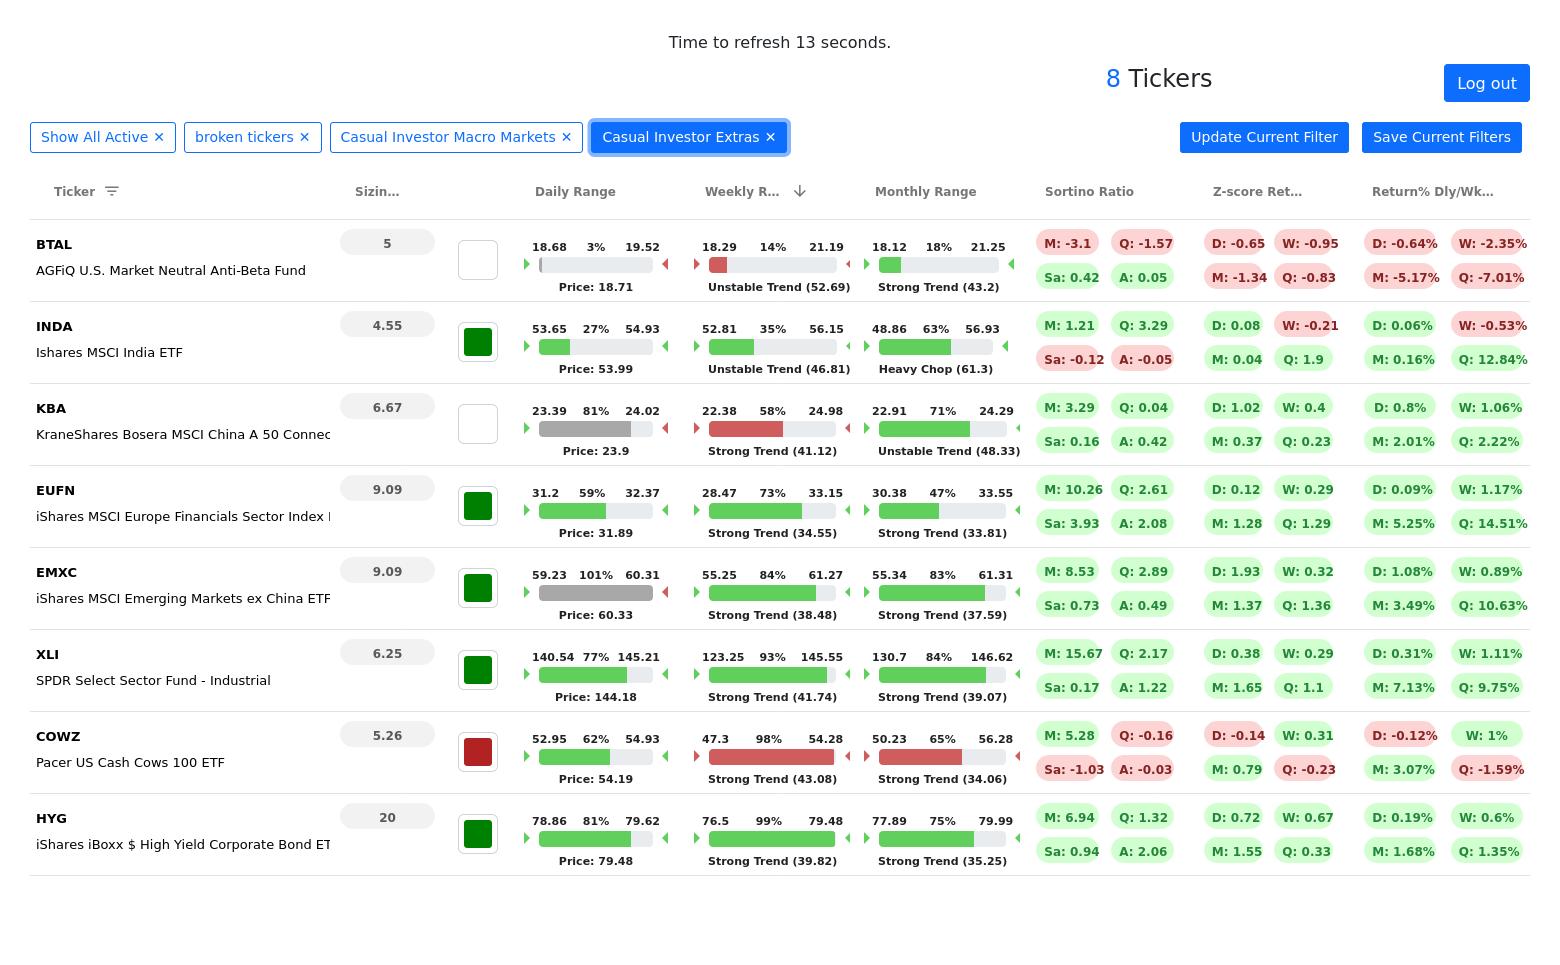 Time to refresh 13 seconds.
8 Tickers
Log out
Show All Active ✕ broken tickers ✕ Casual Investor Macro Markets ✕ Casual Investor Extras ✕ Update Current Filter Save Current Filters
Ticker Sizin... Daily Range Weekly R... Monthly Range Sortino Ratio Z-score Ret... Return% Dly/Wk...
BTAL 5 18.68 3% 19.52 18.29 14% 21.19 18.12 18% 21.25 M: -3.1 Q: -1.57 D: -0.65 W: -0.95 D: -0.64% W: -2.35%
AGFiQ U.S. Market Neutral Anti-Beta Fund Sa: 0.42 A: 0.05 M: -1.34 Q: -0.83 M: -5.17% Q: -7.01%
Price: 18.71 Unstable Trend (52.69) Strong Trend (43.2)
INDA 4.55 53.65 27% 54.93 52.81 35% 56.15 48.86 63% 56.93 M: 1.21 Q: 3.29 D: 0.08 W: -0.21 D: 0.06% W: -0.53%
Ishares MSCI India ETF Sa: -0.12 A: -0.05 M: 0.04 Q: 1.9 M: 0.16% Q: 12.84%
Price: 53.99 Unstable Trend (46.81) Heavy Chop (61.3)
KBA 6.67 23.39 81% 24.02 22.38 58% 24.98 22.91 71% 24.29 M: 3.29 Q: 0.04 D: 1.02 W: 0.4 D: 0.8% W: 1.06%
KraneShares Bosera MSCI China A 50 Connec Sa: 0.16 A: 0.42 M: 0.37 Q: 0.23 M: 2.01% Q: 2.22%
Price: 23.9 Strong Trend (41.12) Unstable Trend (48.33)
EUFN 9.09 31.2 59% 32.37 28.47 73% 33.15 30.38 47% 33.55 M: 10.26 Q: 2.61 D: 0.12 W: 0.29 D: 0.09% W: 1.17%
iShares MSCI Europe Financials Sector Index Sa: 3.93 A: 2.08 M: 1.28 Q: 1.29 M: 5.25% Q: 14.51%
Price: 31.89 Strong Trend (34.55) Strong Trend (33.81)
EMXC 9.09 59.23 101% 60.31 55.25 84% 61.27 55.34 83% 61.31 M: 8.53 Q: 2.89 D: 1.93 W: 0.32 D: 1.08% W: 0.89%
iShares MSCI Emerging Markets ex China ETF Sa: 0.73 A: 0.49 M: 1.37 Q: 1.36 M: 3.49% Q: 10.63%
Price: 60.33 Strong Trend (38.48) Strong Trend (37.59)
XLI 6.25 140.54 77% 145.21 123.25 93% 145.55 130.7 84% 146.62 M: 15.67 Q: 2.17 D: 0.38 W: 0.29 D: 0.31% W: 1.11%
SPDR Select Sector Fund - Industrial Sa: 0.17 A: 1.22 M: 1.65 Q: 1.1 M: 7.13% Q: 9.75%
Price: 144.18 Strong Trend (41.74) Strong Trend (39.07)
COWZ 5.26 52.95 62% 54.93 47.3 98% 54.28 50.23 65% 56.28 M: 5.28 Q: -0.16 D: -0.14 W: 0.31 D: -0.12% W: 1%
Pacer US Cash Cows 100 ETF Sa: -1.03 A: -0.03 M: 0.79 Q: -0.23 M: 3.07% Q: -1.59%
Price: 54.19 Strong Trend (43.08) Strong Trend (34.06)
HYG 20 78.86 81% 79.62 76.5 99% 79.48 77.89 75% 79.99 M: 6.94 Q: 1.32 D: 0.72 W: 0.67 D: 0.19% W: 0.6%
iShares iBoxx $ High Yield Corporate Bond ET Sa: 0.94 A: 2.06 M: 1.55 Q: 0.33 M: 1.68% Q: 1.35%
Price: 79.48 Strong Trend (39.82) Strong Trend (35.25)